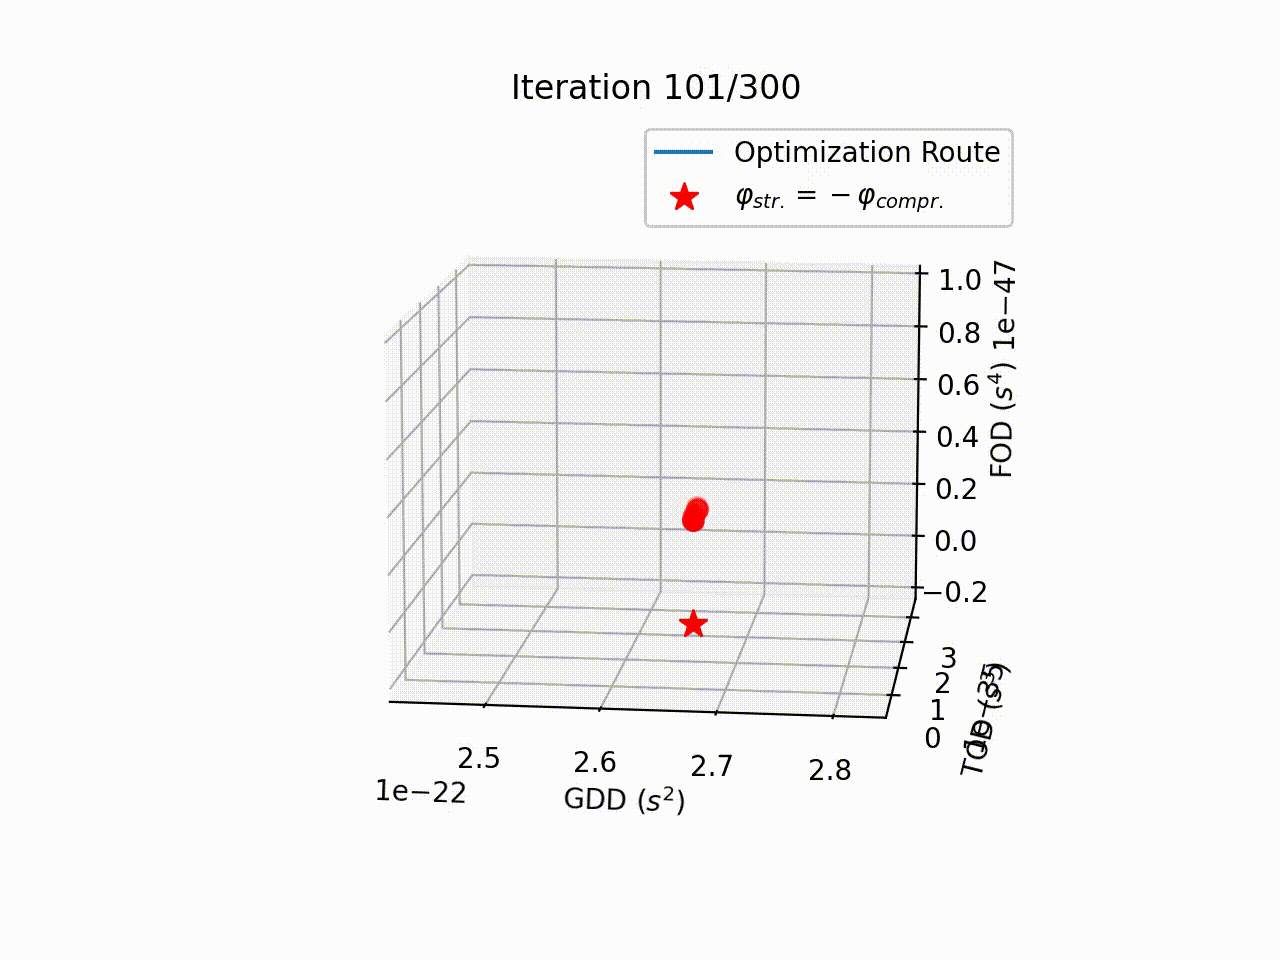 Iteration 101/300
Optimization Route
φstr. = − φcompr.
1.0
0.8
0.6
0.4
0.2
0.0
−0.2
FOD (s⁴) 1e−47
3
2
1
0
TOD (s³)
2.5
2.6
2.7
2.8
1e−22
GDD (s²)